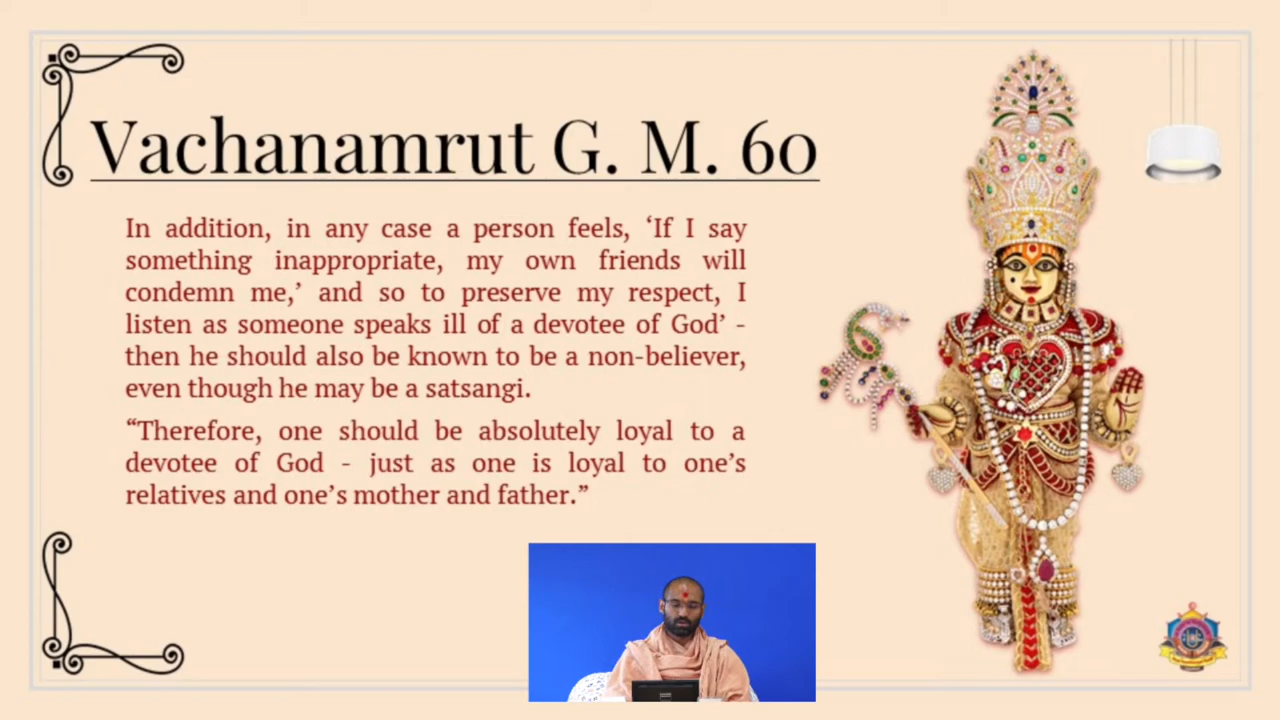 Vachanamrut G. M. 60
In addition, in any case a person feels, ‘If I say
something inappropriate, my own friends will
condemn me,’ and so to preserve my respect, I
listen as someone speaks ill of a devotee of God’ -
then he should also be known to be a non-believer,
even though he may be a satsangi.
“Therefore, one should be absolutely loyal to a
devotee of God - just as one is loyal to one’s
relatives and one’s mother and father.”